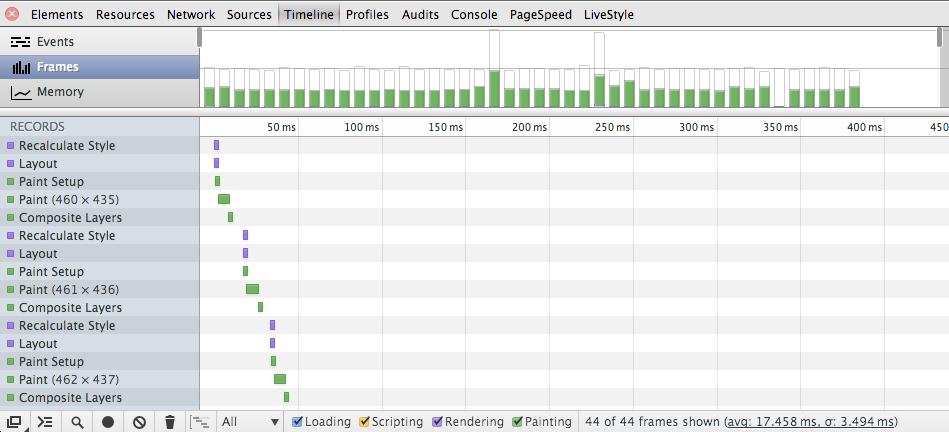 Elements Resources Network Sources Timeline Profiles Audits Console PageSpeed LiveStyle
Events
Frames
Memory
RECORDS 50 ms 100 ms 150 ms 200 ms 250 ms 300 ms 350 ms 400 ms 450
Recalculate Style
Layout
Paint Setup
Paint (460 × 435)
Composite Layers
Recalculate Style
Layout
Paint Setup
Paint (461 × 436)
Composite Layers
Recalculate Style
Layout
Paint Setup
Paint (462 × 437)
Composite Layers
All Loading Scripting Rendering Painting 44 of 44 frames shown (avg: 17.458 ms, σ: 3.494 ms)